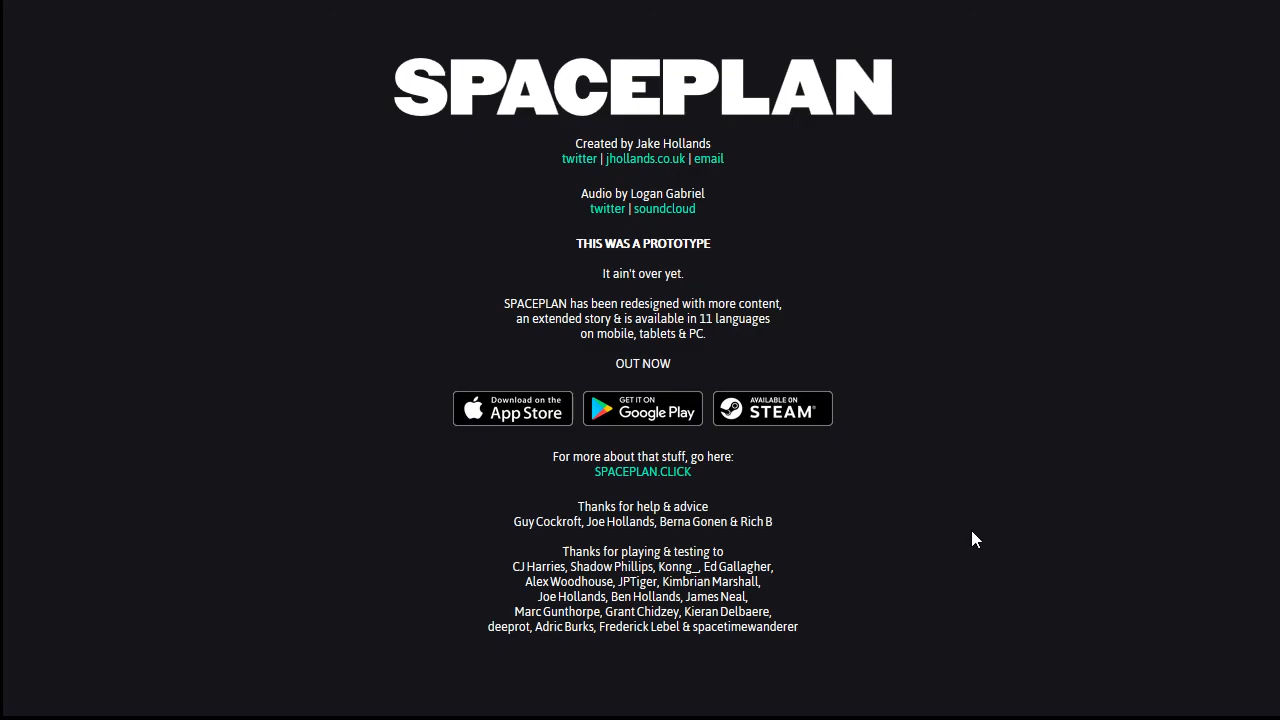 SPACEPLAN
Created by Jake Hollands
twitter | jhollands.co.uk | email
Audio by Logan Gabriel
twitter | soundcloud
THIS WAS A PROTOTYPE
It ain't over yet.
SPACEPLAN has been redesigned with more content,
an extended story & is available in 11 languages
on mobile, tablets & PC.
OUT NOW
Download on the
App Store
GET IT ON
Google Play
AVAILABLE ON
STEAM®
For more about that stuff, go here:
SPACEPLAN.CLICK
Thanks for help & advice
Guy Cockroft, Joe Hollands, Berna Gonen & Rich B
Thanks for playing & testing to
CJ Harries, Shadow Phillips, Konng_, Ed Gallagher,
Alex Woodhouse, JPTiger, Kimbrian Marshall,
Joe Hollands, Ben Hollands, James Neal,
Marc Gunthorpe, Grant Chidzey, Kieran Delbaere,
deeprot, Adric Burks, Frederick Lebel & spacetimewanderer